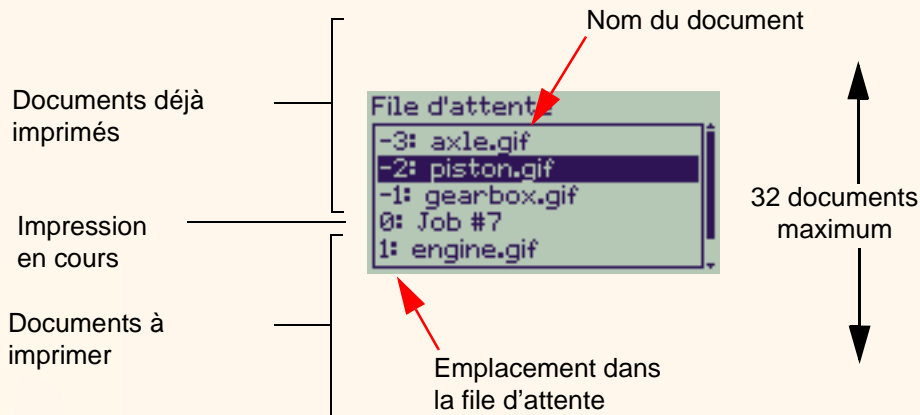 Nom du document
Documents déjà
imprimés
File d'attente
-3: axle.gif
-2: piston.gif
-1: gearbox.gif
0: Job #7
1: engine.gif
32 documents
maximum
Impression
en cours
Documents à
imprimer
Emplacement dans
la file d'attente